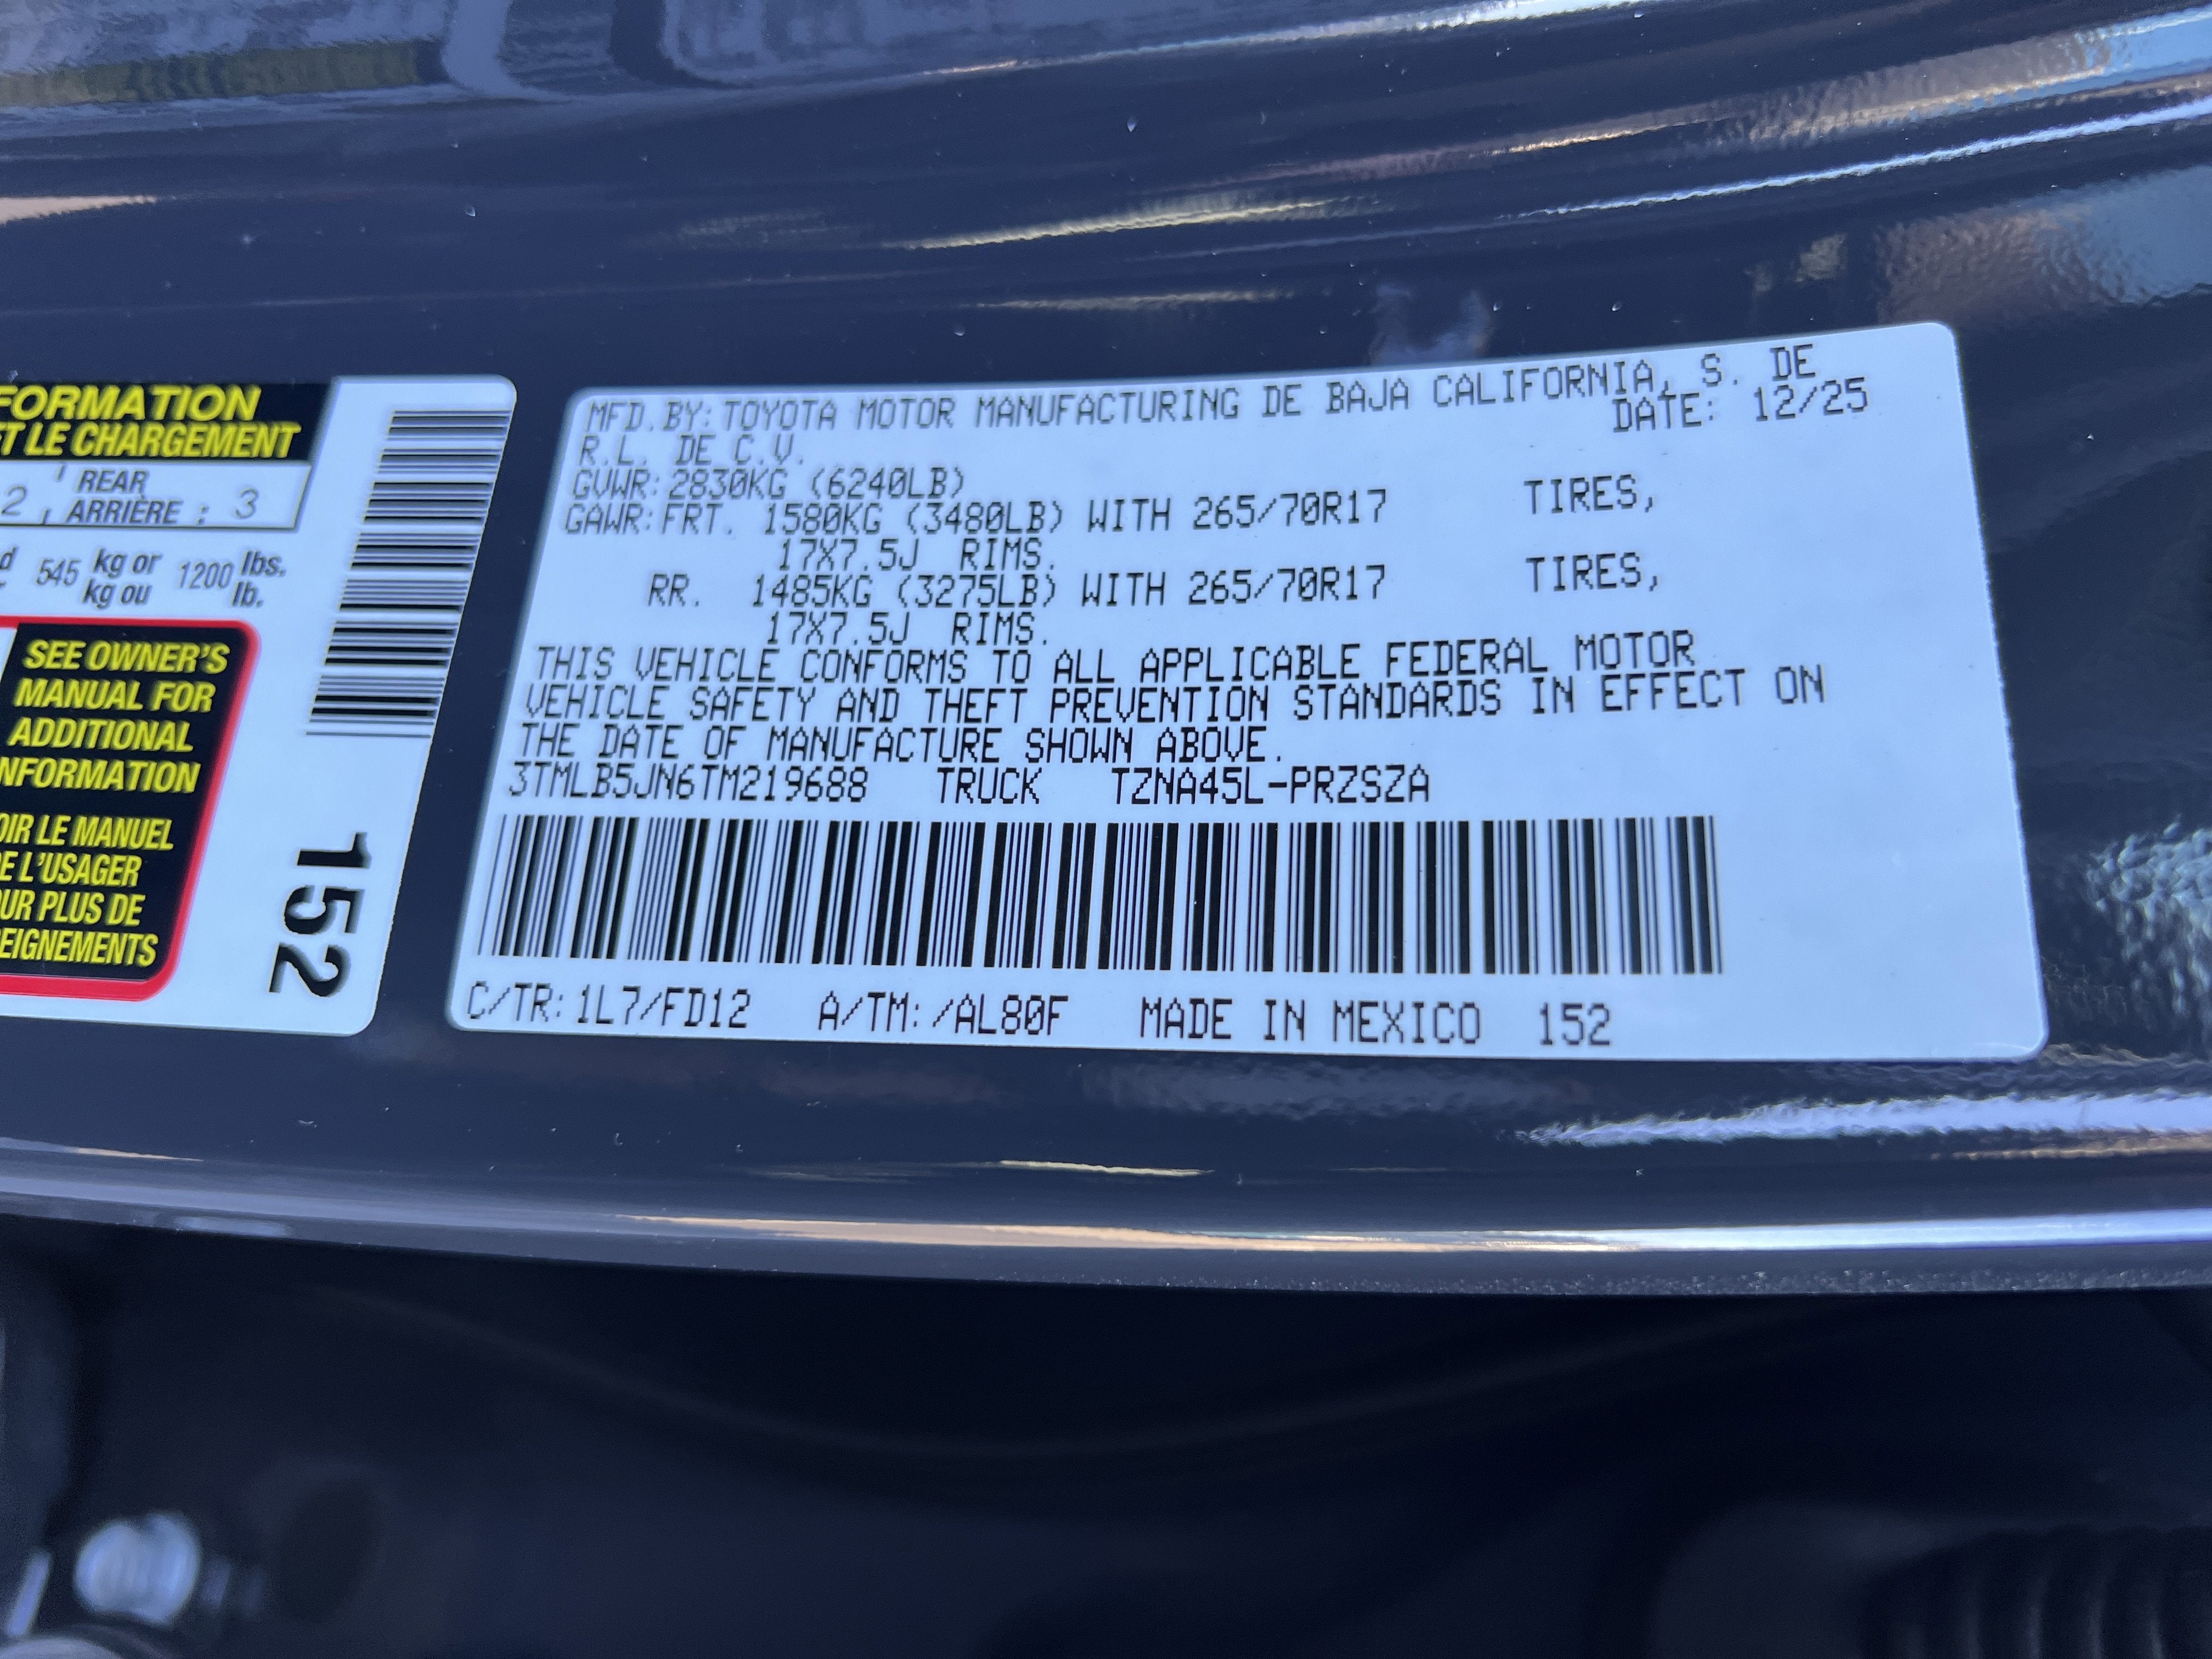 FORMATION
ET LE CHARGEMENT
2, REAR
ARRIÈRE : 3
545 kg or 1200 lbs.
kg ou lb.
SEE OWNER'S
MANUAL FOR
ADDITIONAL
NFORMATION
OIR LE MANUEL
DE L'USAGER
OUR PLUS DE
EIGNEMENTS
152
MFD.BY:TOYOTA MOTOR MANUFACTURING DE BAJA CALIFORNIA, S. DE
R.L. DE C.V. DATE: 12/25
GVWR:2830KG (6240LB)
GAWR:FRT. 1580KG (3480LB) WITH 265/70R17 TIRES,
17X7.5J RIMS.
RR. 1485KG (3275LB) WITH 265/70R17 TIRES,
17X7.5J RIMS.
THIS VEHICLE CONFORMS TO ALL APPLICABLE FEDERAL MOTOR
VEHICLE SAFETY AND THEFT PREVENTION STANDARDS IN EFFECT ON
THE DATE OF MANUFACTURE SHOWN ABOVE.
3TMLB5JN6TM219688 TRUCK TZNA45L-PRZSZA
C/TR:1L7/FD12 A/TM:/AL80F MADE IN MEXICO 152